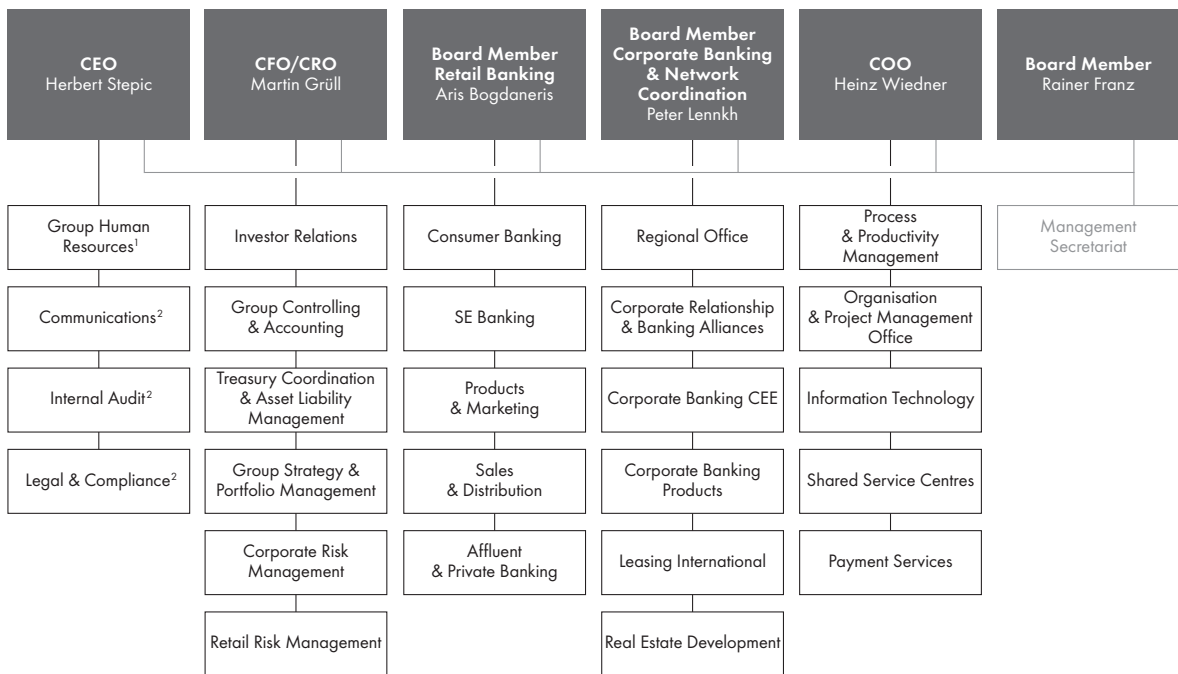 CEO
Herbert Stepic
CFO/CRO
Martin Grüll
Board Member
Retail Banking
Aris Bogdaneris
Board Member
Corporate Banking
& Network
Coordination
Peter Lennkh
COO
Heinz Wiedner
Board Member
Rainer Franz
Group Human
Resources¹
Communications²
Internal Audit²
Legal & Compliance²
Investor Relations
Group Controlling
& Accounting
Treasury Coordination
& Asset Liability
Management
Group Strategy &
Portfolio Management
Corporate Risk
Management
Retail Risk Management
Consumer Banking
SE Banking
Products
& Marketing
Sales
& Distribution
Affluent
& Private Banking
Regional Office
Corporate Relationship
& Banking Alliances
Corporate Banking CEE
Corporate Banking
Products
Leasing International
Real Estate Development
Process
& Productivity
Management
Organisation
& Project Management
Office
Information Technology
Shared Service Centres
Payment Services
Management
Secretariat